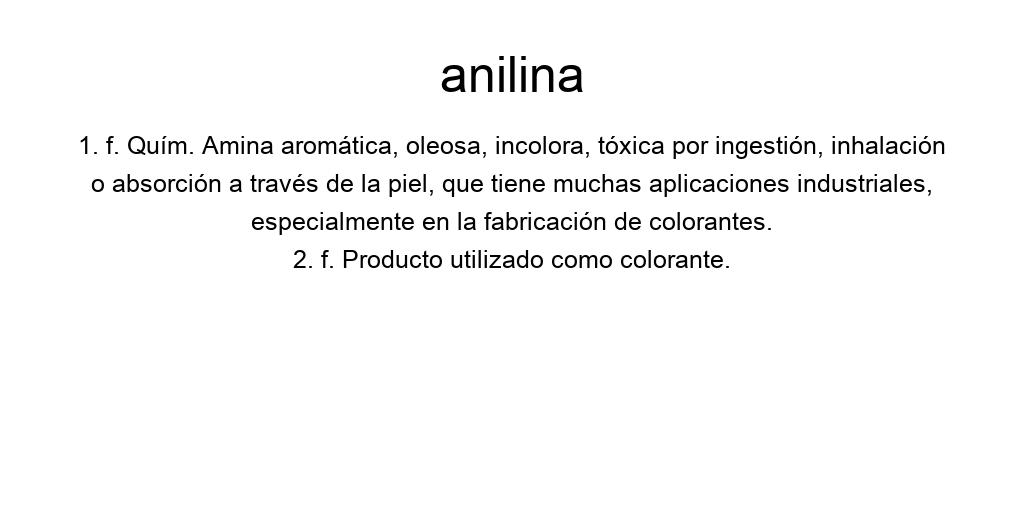 anilina
1. f. Quím. Amina aromática, oleosa, incolora, tóxica por ingestión, inhalación
o absorción a través de la piel, que tiene muchas aplicaciones industriales,
especialmente en la fabricación de colorantes.
2. f. Producto utilizado como colorante.